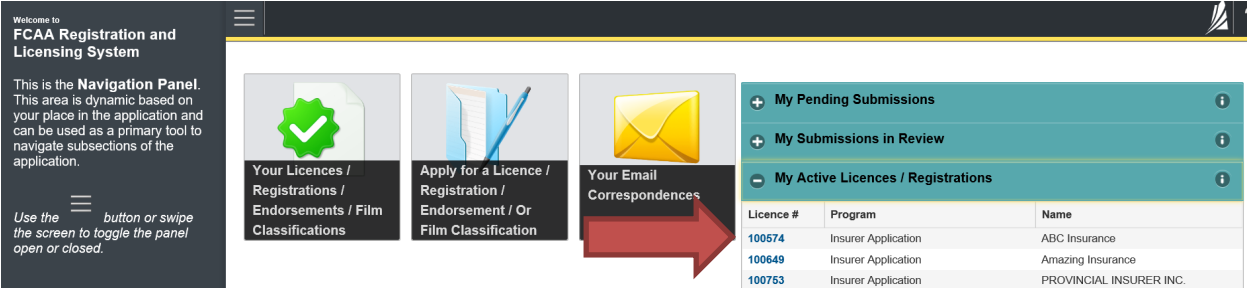 Welcome to
FCAA Registration and
Licensing System
This is the Navigation Panel.
This area is dynamic based on
your place in the application and
can be used as a primary tool to
navigate subsections of the
application.
Use the button or swipe
the screen to toggle the panel
open or closed.
Your Licences /
Registrations /
Endorsements / Film
Classifications
Apply for a Licence /
Registration /
Endorsement / Or
Film Classification
Your Email
Correspondences
My Pending Submissions
My Submissions in Review
My Active Licences / Registrations
Licence # Program Name
100574 Insurer Application ABC Insurance
100649 Insurer Application Amazing Insurance
100753 Insurer Application PROVINCIAL INSURER INC.